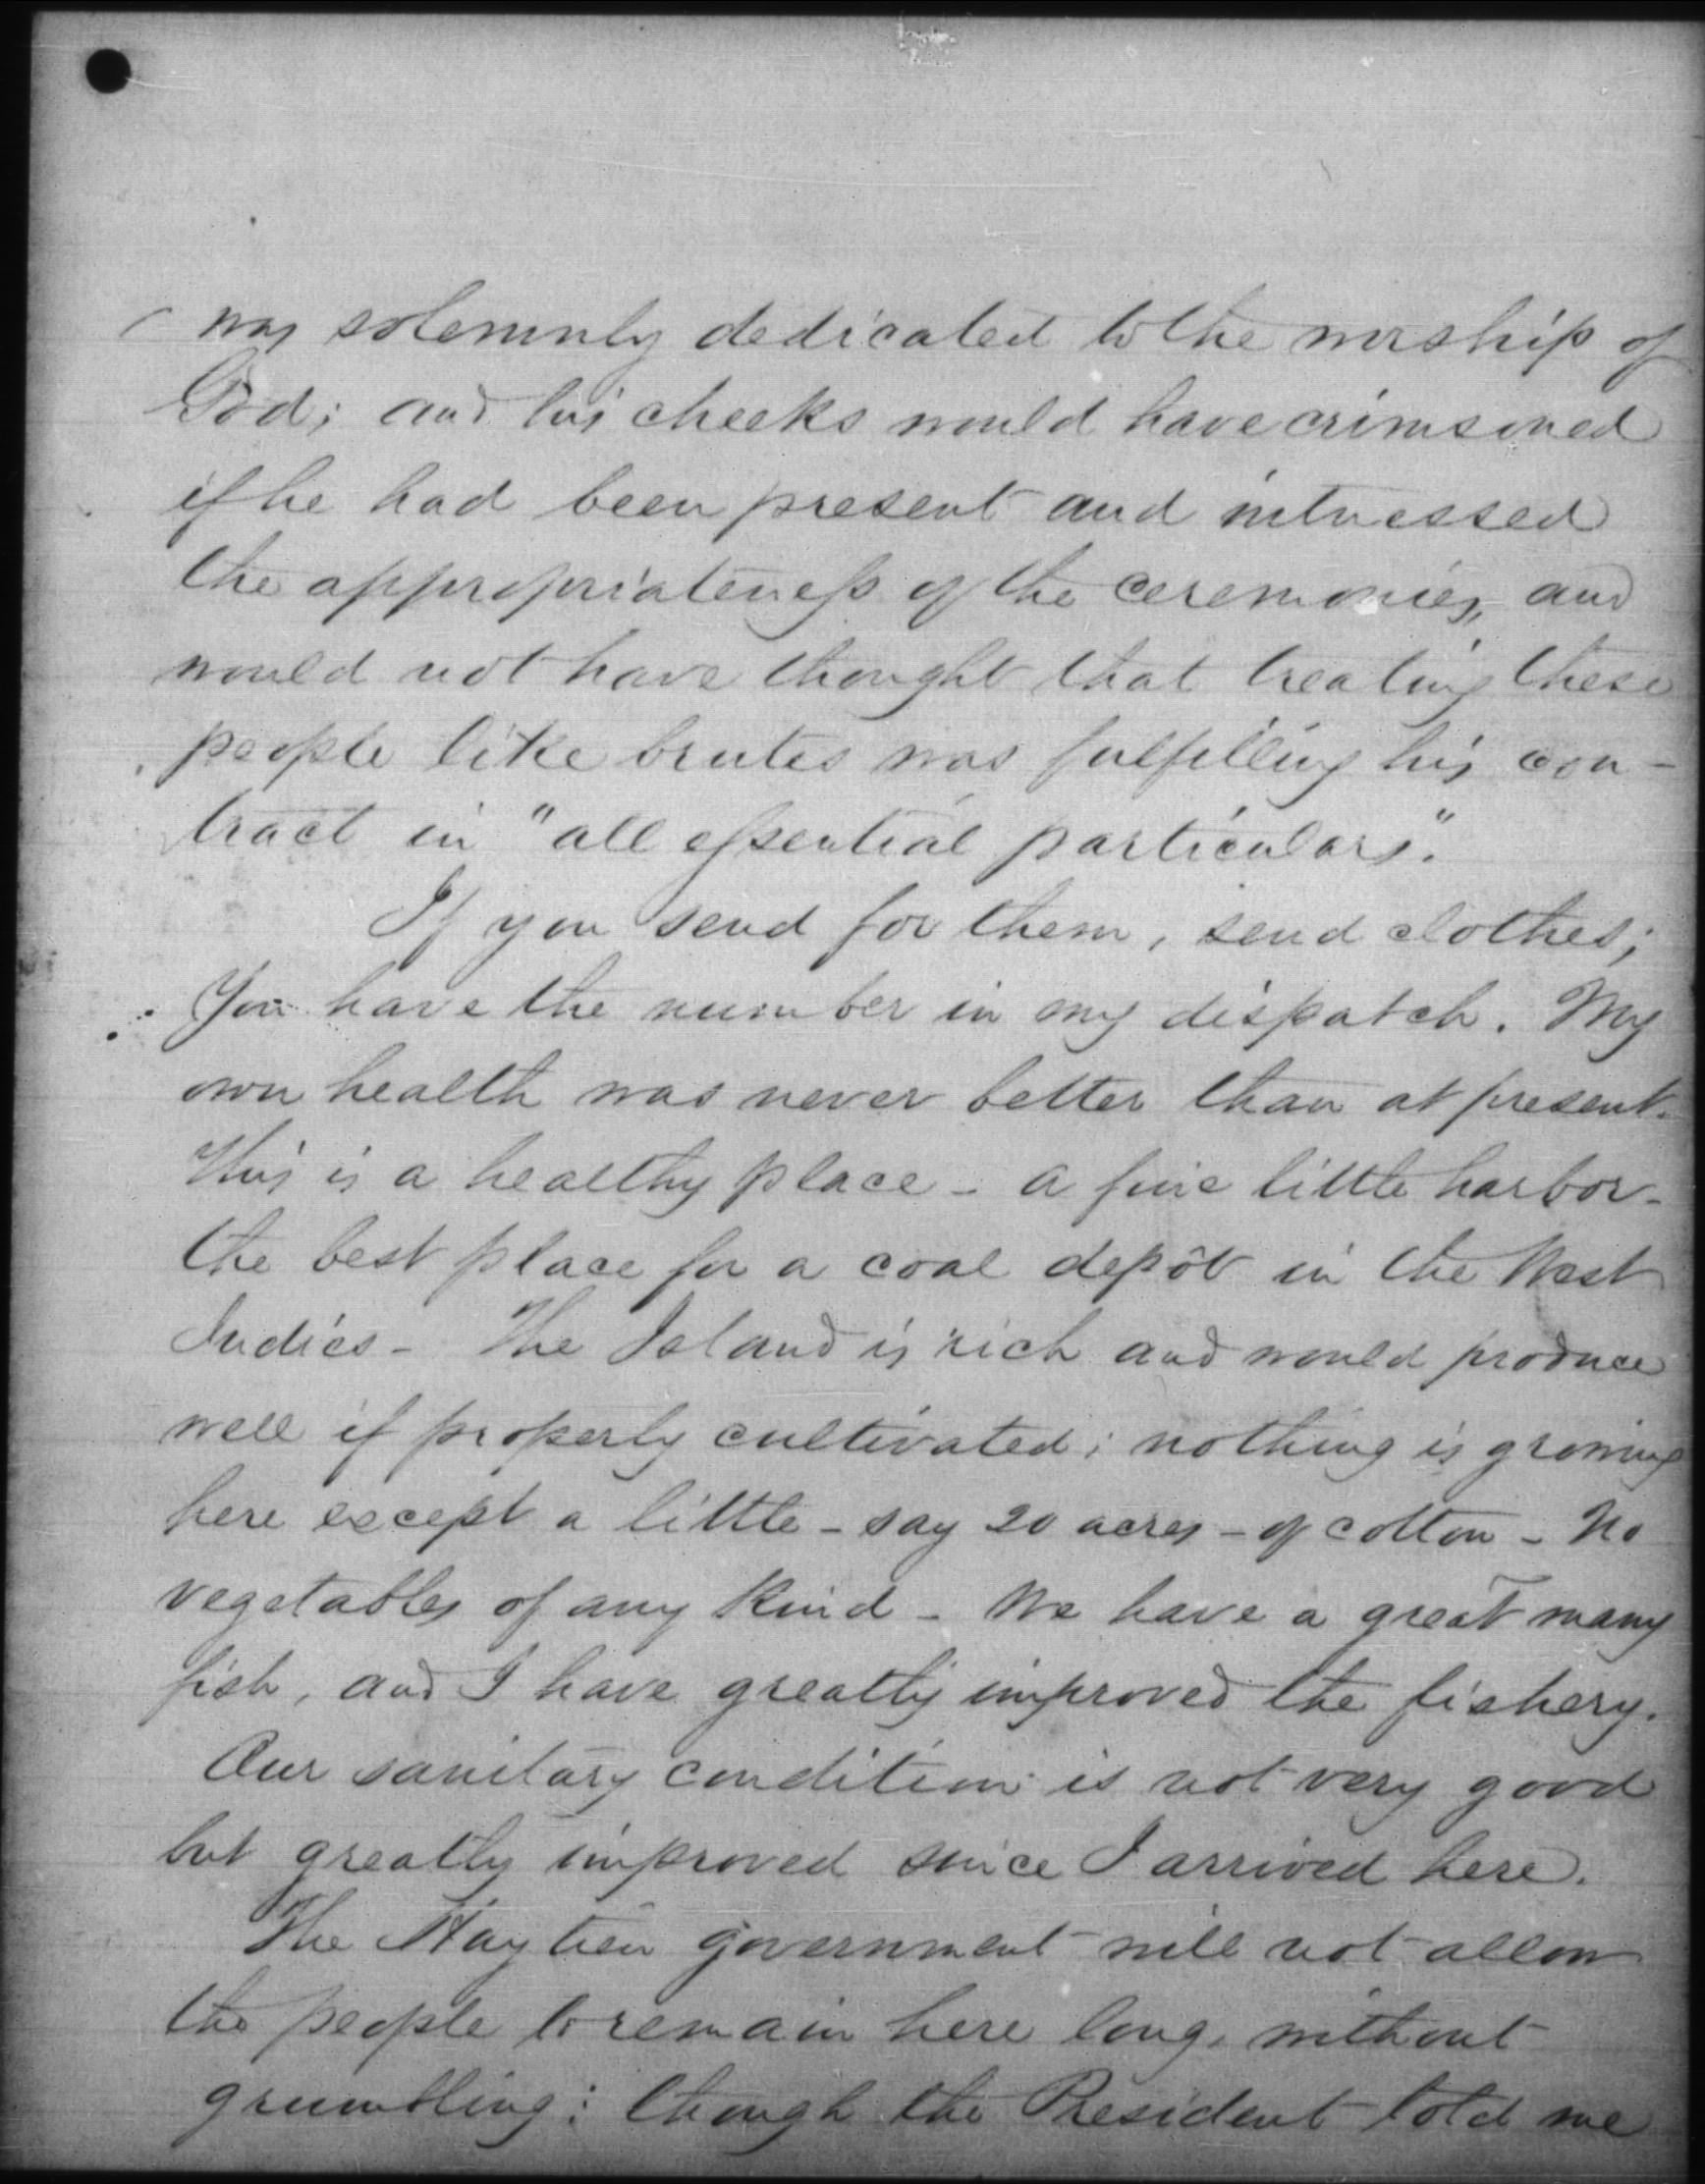 was solemnly dedicated to the worship of
God; and his cheeks would have crimsoned
if he had been present and witnessed
the appropriateness of the ceremonies, and
would not have thought that treating these
people like brutes was fulfilling his con-
tract in "all essential particulars".
If you send for them, send clothes;
You have the number in my dispatch. My
own health was never better than at present.
This is a healthy place - a fine little harbor -
the best place for a coal depôt in the West
Indies - The Island is rich and would produce
well if properly cultivated; nothing is growing
here except a little - say 20 acres - of cotton - No
vegetables of any kind - We have a great many
fish, and I have greatly improved the fishery.
Our sanitary condition is not very good
but greatly improved since I arrived here.
The Haytien government will not allow
the people to remain here long, without
grumbling; though the President told me